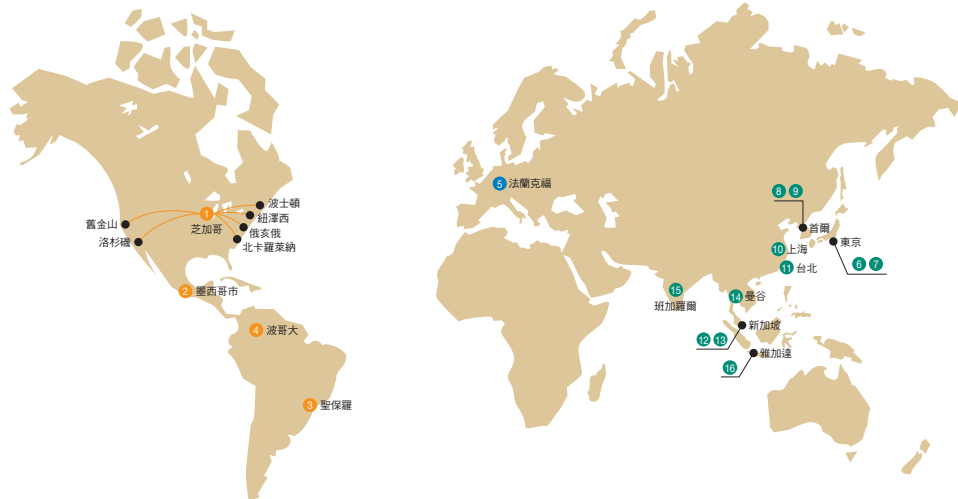 波士頓
1
紐澤西
舊金山
芝加哥
俄亥俄
洛杉磯
北卡羅萊納
2 墨西哥市
4 波哥大
3 聖保羅
5 法蘭克福
8 9
首爾
10 上海
東京
11 台北
6 7
15
班加羅爾
14 曼谷
新加坡
12 13
雅加達
16